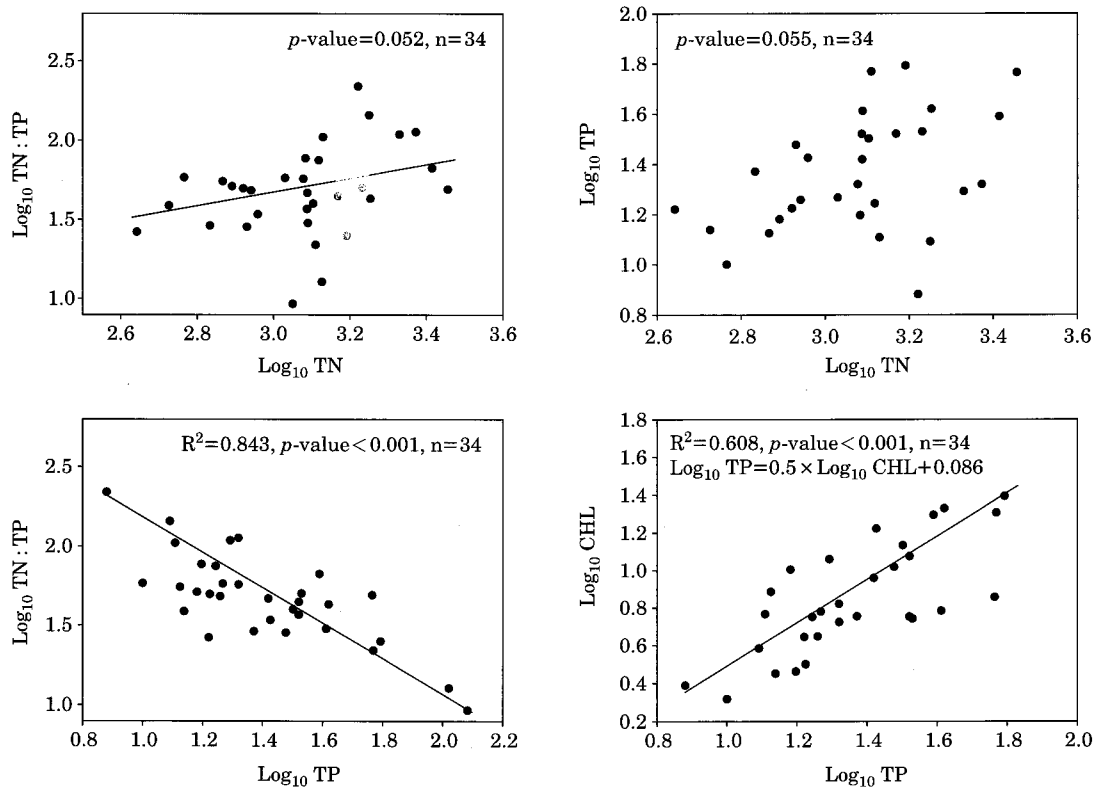 p-value=0.052, n=34
Log10 TN : TP
2.5
2.0
1.5
1.0
2.6 2.8 3.0 3.2 3.4 3.6
Log10 TN
p-value=0.055, n=34
Log10 TP
2.0
1.8
1.6
1.4
1.2
1.0
0.8
2.6 2.8 3.0 3.2 3.4 3.6
Log10 TN
R²=0.843, p-value<0.001, n=34
Log10 TN : TP
2.5
2.0
1.5
1.0
0.8 1.0 1.2 1.4 1.6 1.8 2.0 2.2
Log10 TP
R²=0.608, p-value<0.001, n=34
Log10 TP=0.5×Log10 CHL+0.086
Log10 CHL
1.8
1.6
1.4
1.2
1.0
0.8
0.6
0.4
0.2
0.8 1.0 1.2 1.4 1.6 1.8 2.0
Log10 TP